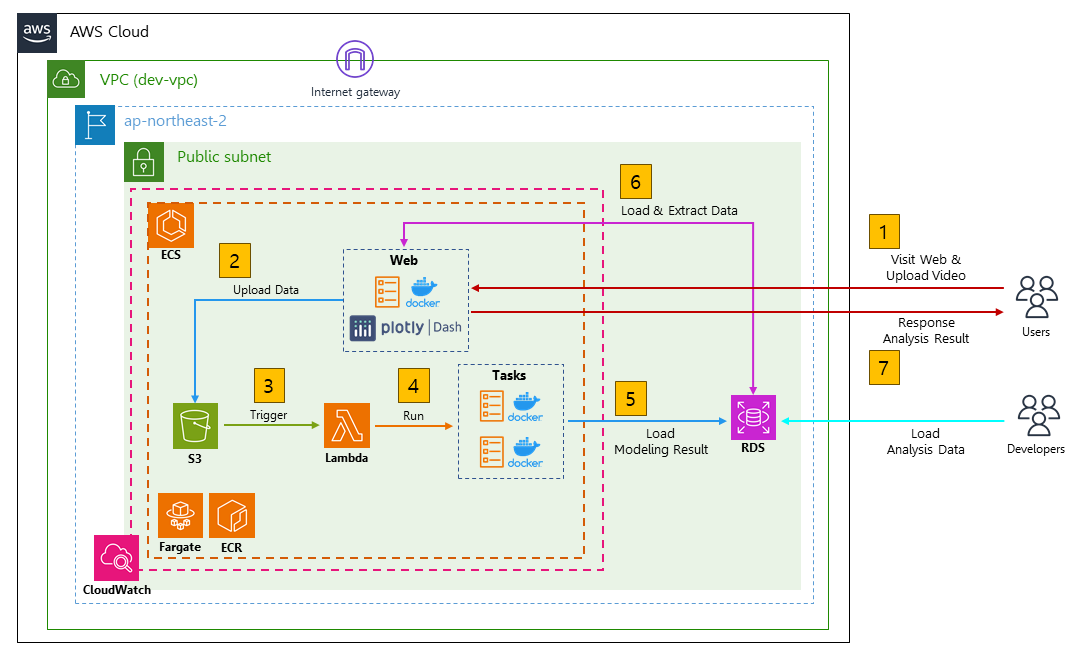 aws
AWS Cloud
Internet gateway
VPC (dev-vpc)
ap-northeast-2
Public subnet
6
Load & Extract Data
ECS
1
Visit Web &
Upload Video
2
Upload Data
Web
docker
plotly | Dash
Users
Response
Analysis Result
7
3
Trigger
4
Run
Tasks
docker
docker
5
Load
Modeling Result
S3
Lambda
RDS
Load
Analysis Data
Developers
Fargate
ECR
CloudWatch